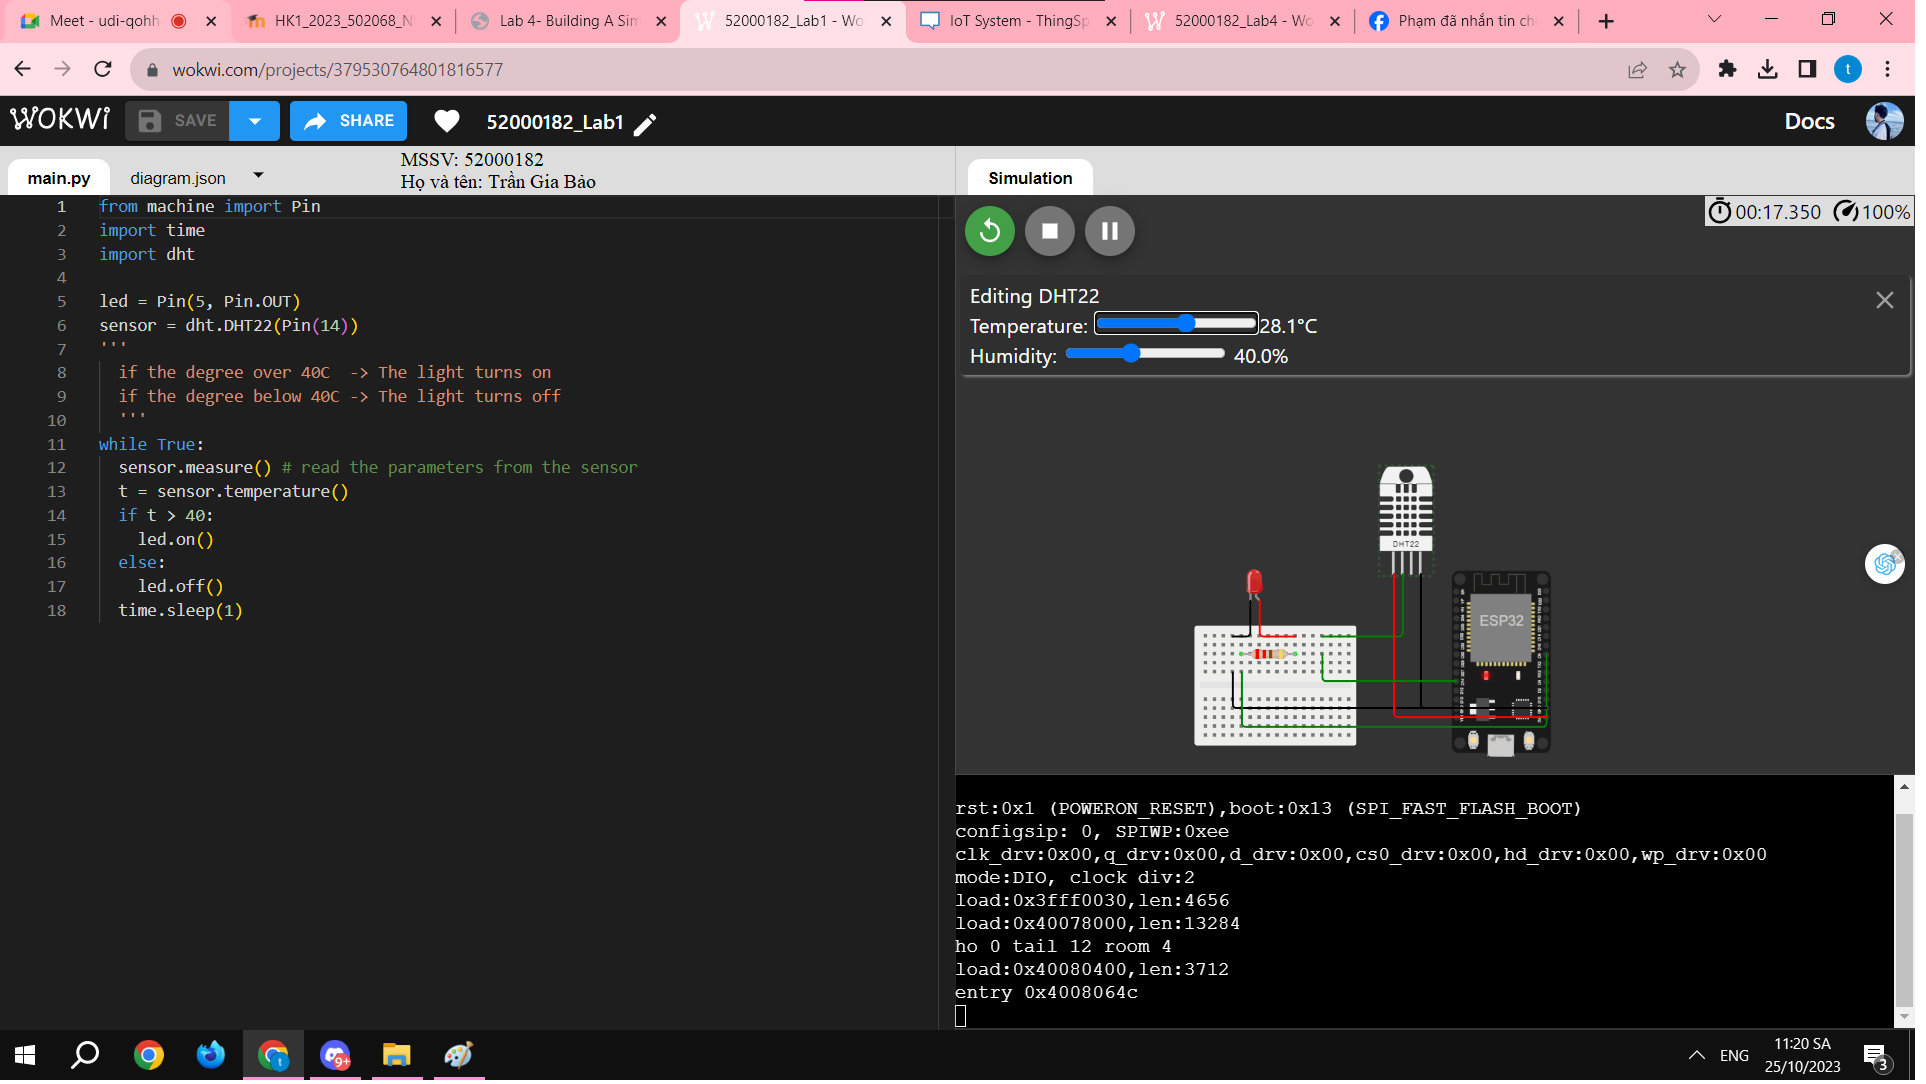 Meet - udi-qohh
HK1_2023_502068_N
Lab 4- Building A Sim
52000182_Lab1 - Wo
IoT System - ThingSp
52000182_Lab4 - Wo
Phạm đã nhắn tin ch
wokwi.com/projects/379530764801816577
t
WOKWi
SAVE
SHARE
52000182_Lab1
Docs
main.py
diagram.json
MSSV: 52000182
Họ và tên: Trần Gia Bảo
1 from machine import Pin
2 import time
3 import dht
4
5 led = Pin(5, Pin.OUT)
6 sensor = dht.DHT22(Pin(14))
7 '''
8 if the degree over 40C  -> The light turns on
9 if the degree below 40C -> The light turns off
10 '''
11 while True:
12 sensor.measure() # read the parameters from the sensor
13 t = sensor.temperature()
14 if t > 40:
15 led.on()
16 else:
17 led.off()
18 time.sleep(1)
Simulation
00:17.350 100%
Editing DHT22
Temperature: 28.1°C
Humidity: 40.0%
DHT22
ESP32
rst:0x1 (POWERON_RESET),boot:0x13 (SPI_FAST_FLASH_BOOT)
configsip: 0, SPIWP:0xee
clk_drv:0x00,q_drv:0x00,d_drv:0x00,cs0_drv:0x00,hd_drv:0x00,wp_drv:0x00
mode:DIO, clock div:2
load:0x3fff0030,len:4656
load:0x40078000,len:13284
ho 0 tail 12 room 4
load:0x40080400,len:3712
entry 0x4008064c
t
9+
ENG
11:20 SA
25/10/2023
3